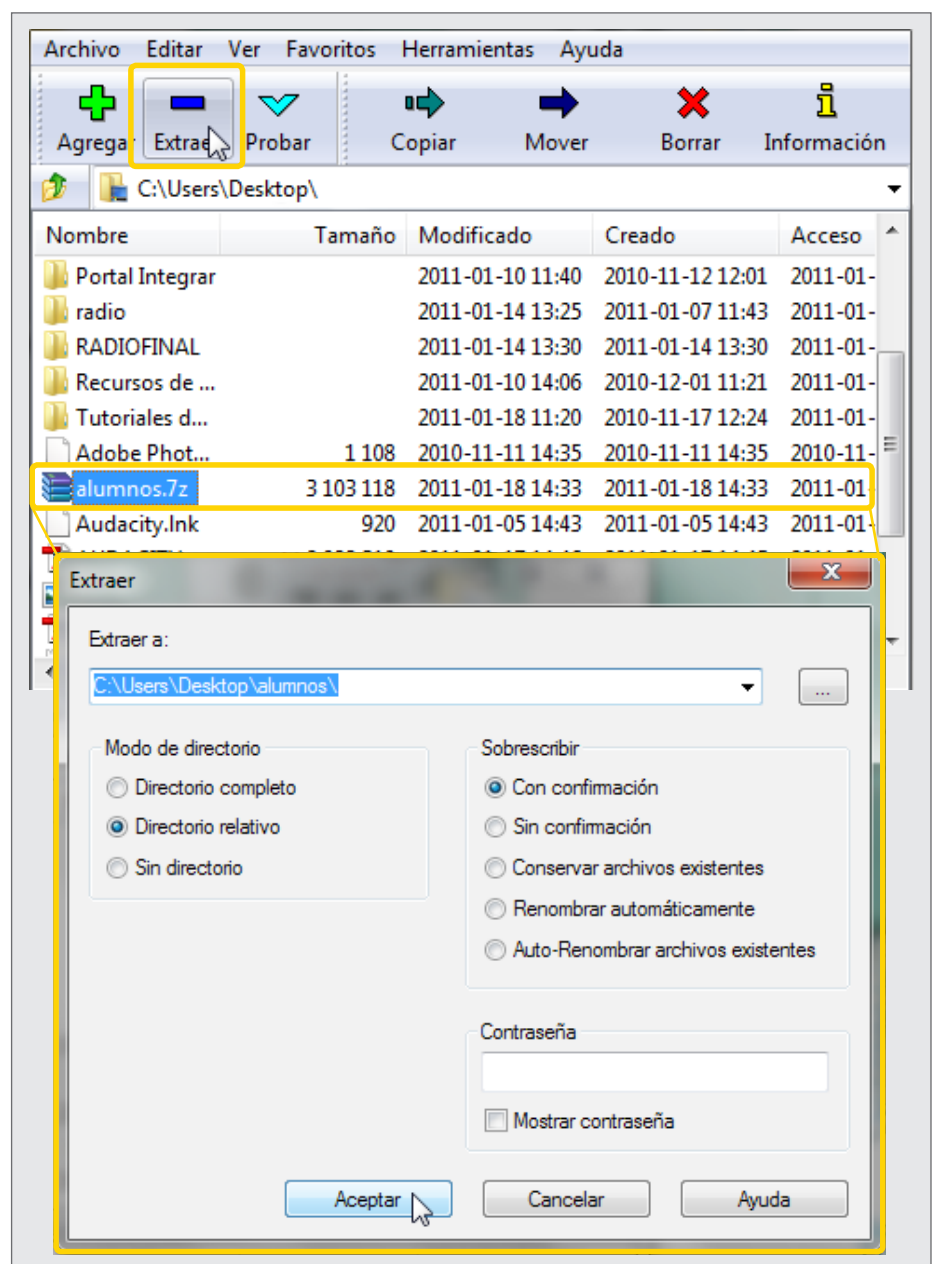 Archivo Editar Ver Favoritos Herramientas Ayuda
Agregar Extrae Probar Copiar Mover Borrar Información
C:\Users\Desktop\
Nombre Tamaño Modificado Creado Acceso
Portal Integrar 2011-01-10 11:40 2010-11-12 12:01 2011-01-
radio 2011-01-14 13:25 2011-01-07 11:43 2011-01-
RADIOFINAL 2011-01-14 13:30 2011-01-14 13:30 2011-01-
Recursos de ... 2011-01-10 14:06 2010-12-01 11:21 2011-01-
Tutoriales d... 2011-01-18 11:20 2010-11-17 12:24 2011-01-
Adobe Phot... 1 108 2010-11-11 14:35 2010-11-11 14:35 2010-11-
alumnos.7z 3 103 118 2011-01-18 14:33 2011-01-18 14:33 2011-01-
Audacity.lnk 920 2011-01-05 14:43 2011-01-05 14:43 2011-01-
Extraer
Extraer a:
C:\Users\Desktop\alumnos\
...
Modo de directorio
Directorio completo
Directorio relativo
Sin directorio
Sobrescribir
Con confirmación
Sin confirmación
Conservar archivos existentes
Renombrar automáticamente
Auto-Renombrar archivos existentes
Contraseña
Mostrar contraseña
Aceptar Cancelar Ayuda